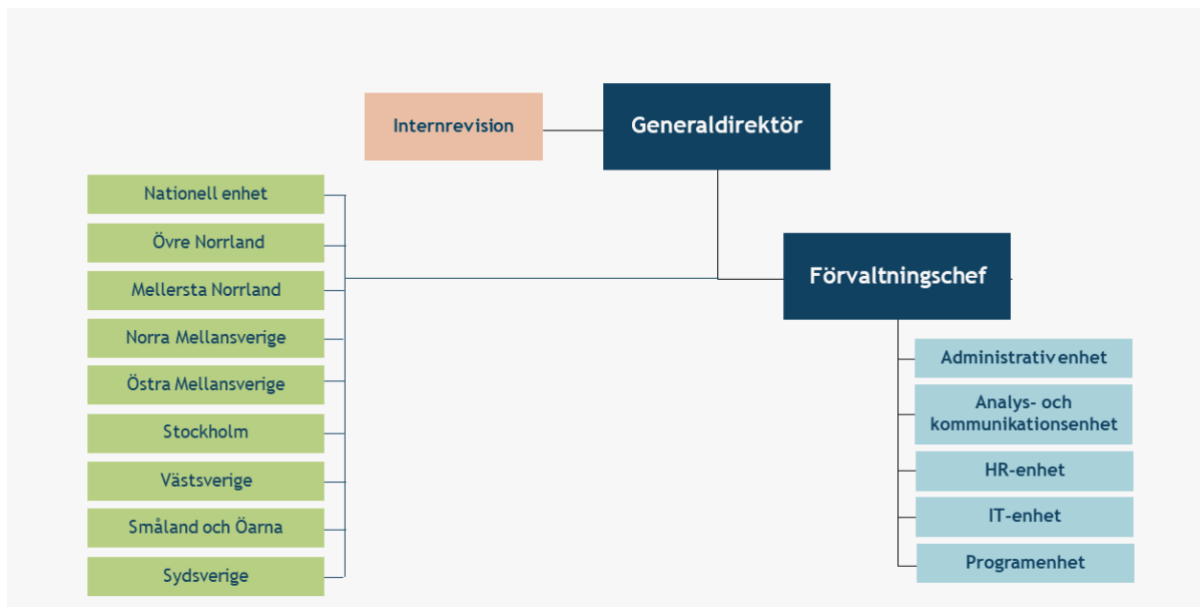 Internrevision
Generaldirektör
Nationell enhet
Övre Norrland
Mellersta Norrland
Norra Mellansverige
Östra Mellansverige
Stockholm
Västsverige
Småland och Öarna
Sydsverige
Förvaltningschef
Administrativ enhet
Analys- och
kommunikationsenhet
HR-enhet
IT-enhet
Programenhet